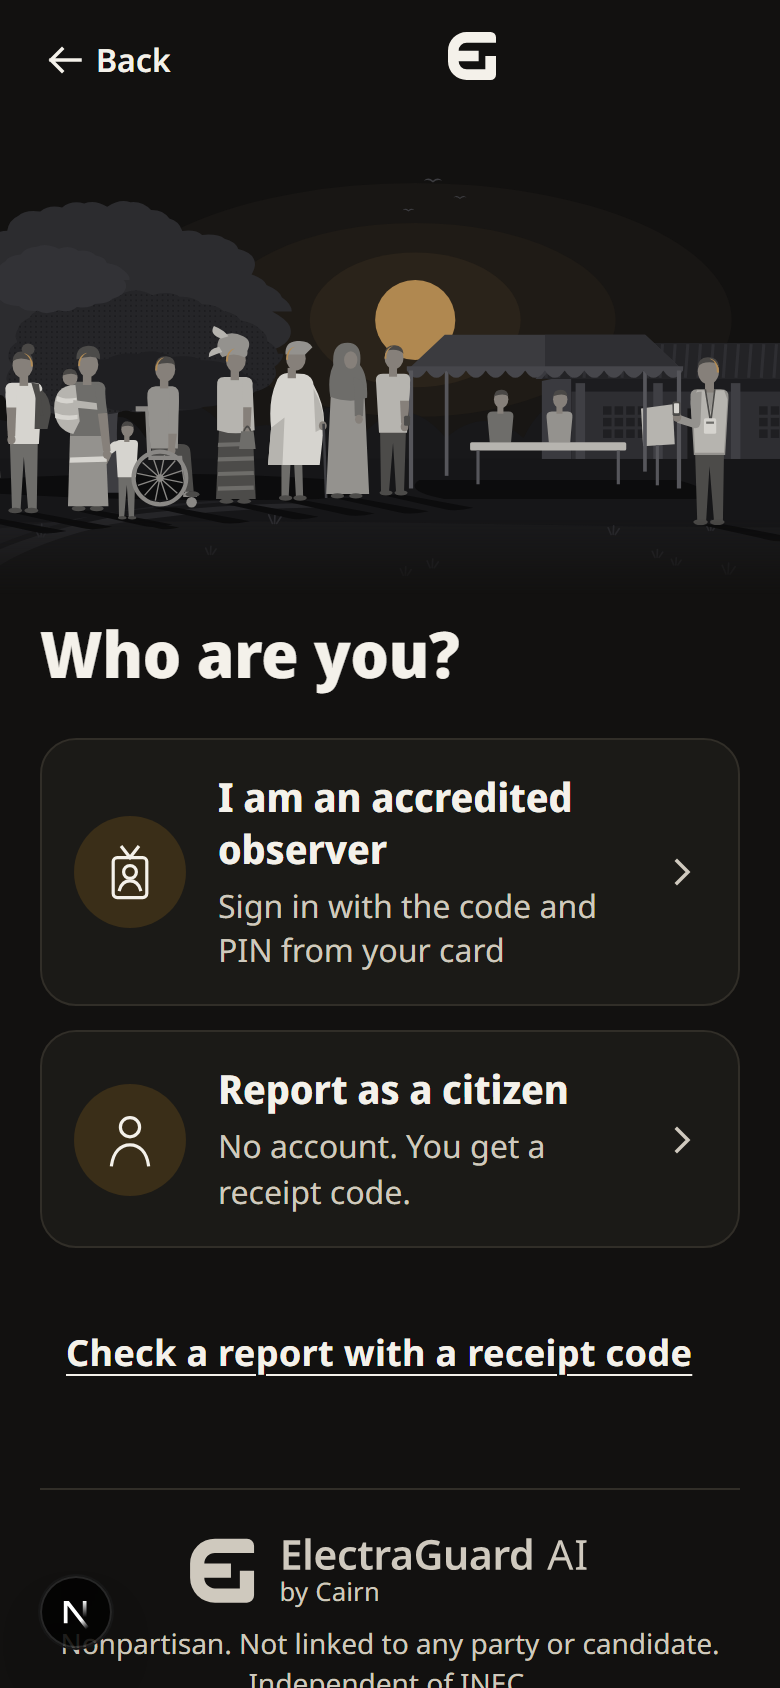 Back
Who are you?
I am an accredited
observer
Sign in with the code and
PIN from your card
Report as a citizen
No account. You get a
receipt code.
Check a report with a receipt code
ElectraGuard AI
by Cairn
N
Nonpartisan. Not linked to any party or candidate.
Independent of INEC